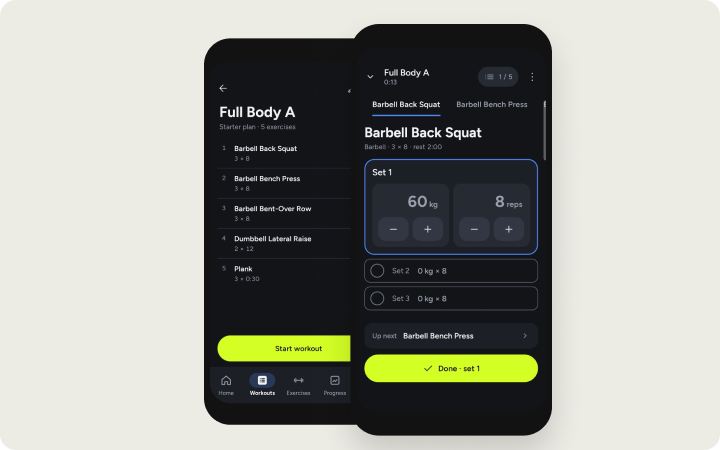 Full Body A
Starter plan · 5 exercises
1 Barbell Back Squat
3 × 8
2 Barbell Bench Press
3 × 8
3 Barbell Bent-Over Row
3 × 8
4 Dumbbell Lateral Raise
2 × 12
5 Plank
3 × 0:30
Start workout
Home Workouts Exercises Progress
Full Body A
0:13
1 / 5
Barbell Back Squat Barbell Bench Press
Barbell Back Squat
Barbell · 3 × 8 · rest 2:00
Set 1
60 kg 8 reps
− + − +
Set 2 0 kg × 8
Set 3 0 kg × 8
Up next Barbell Bench Press
Done · set 1